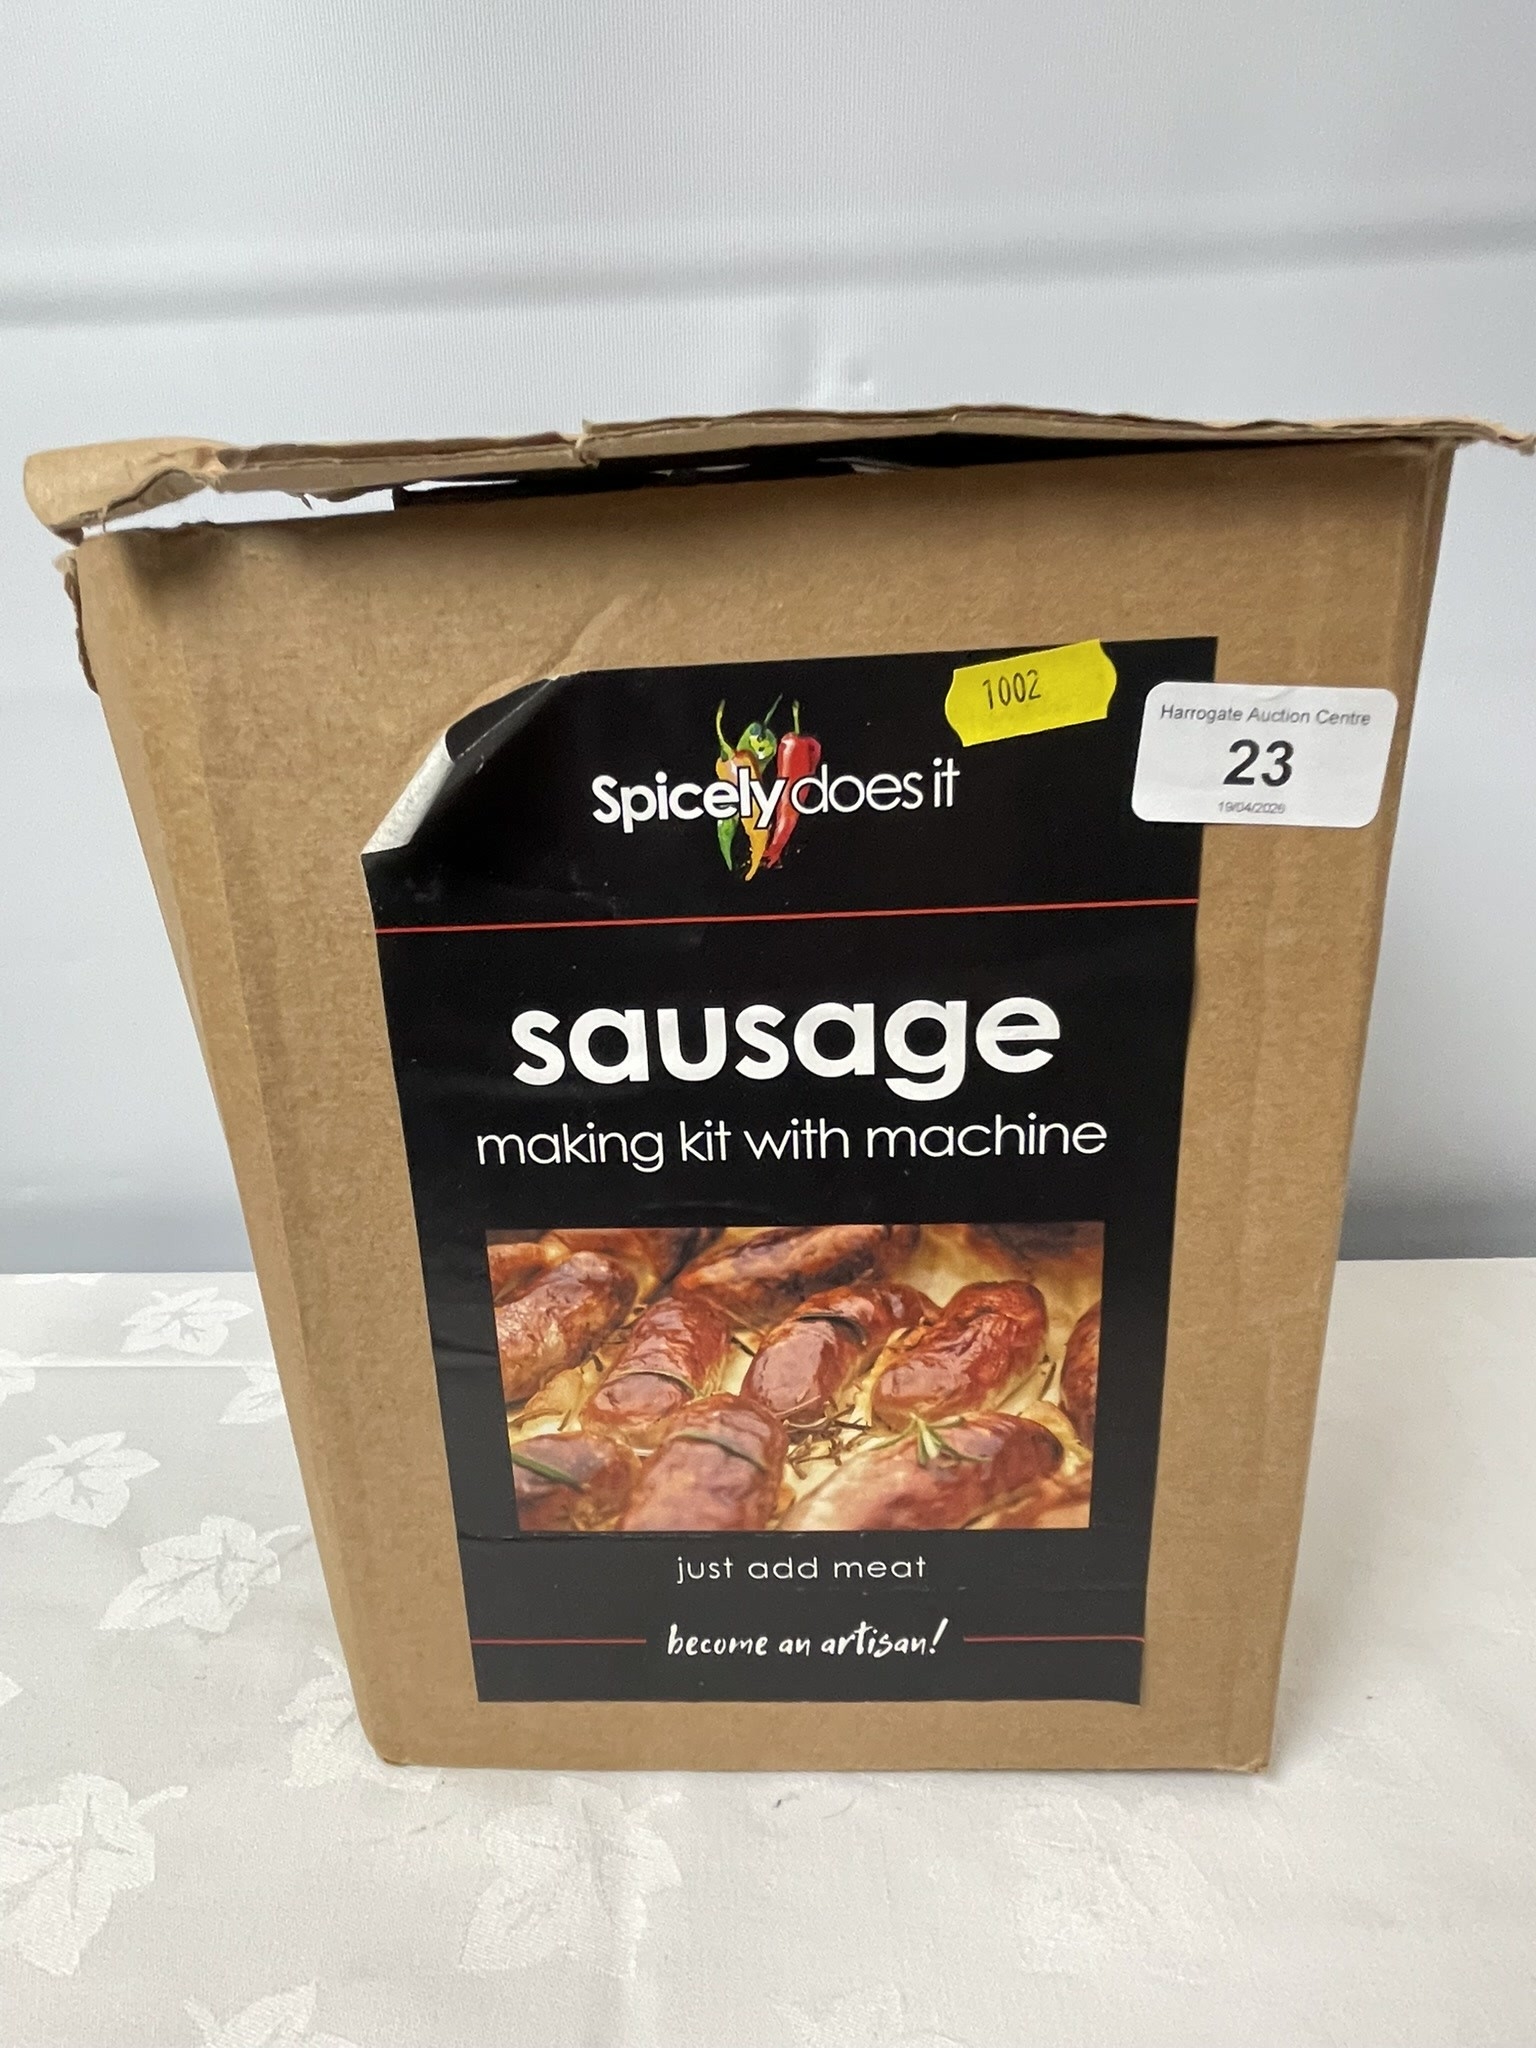 1002
Harrogate Auction Centre
23
19/04/2026
Spicely does it
sausage
making kit with machine
just add meat
become an artisan!